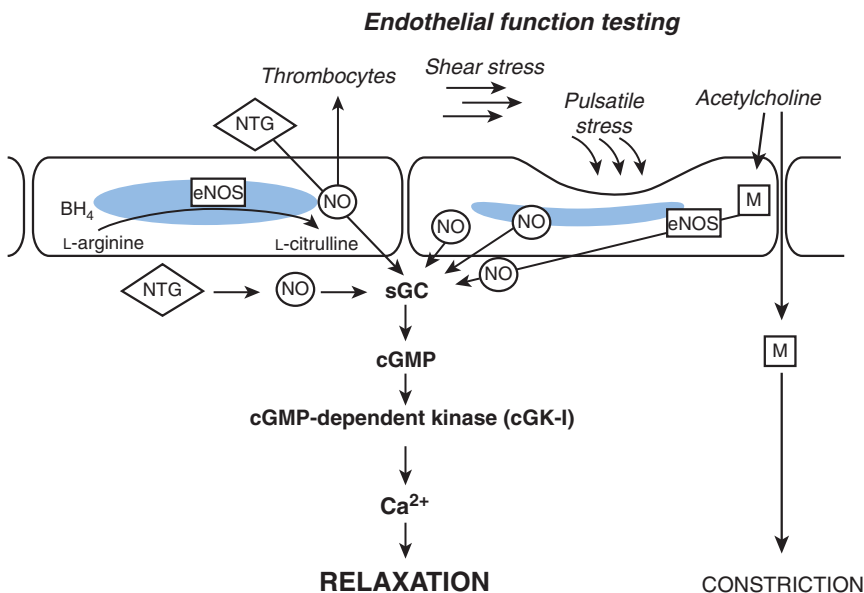 Endothelial function testing
Thrombocytes
Shear stress
Pulsatile
stress
Acetylcholine
NTG
eNOS
NO
BH₄
L-arginine
L-citrulline
NO
NO
eNOS
M
NO
NTG
NO
sGC
cGMP
M
cGMP-dependent kinase (cGK-I)
Ca²⁺
RELAXATION
CONSTRICTION